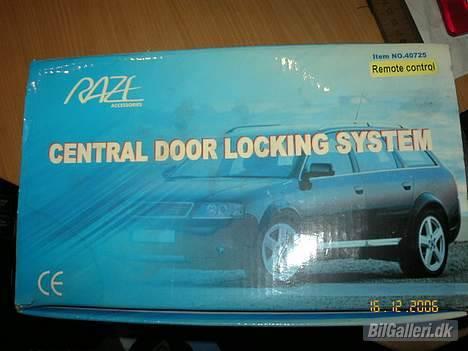 Item NO.40725
Remote control
RAZE
ACCESSORIES
CENTRAL DOOR LOCKING SYSTEM
CE
16.12.2006
BilGalleri.dk